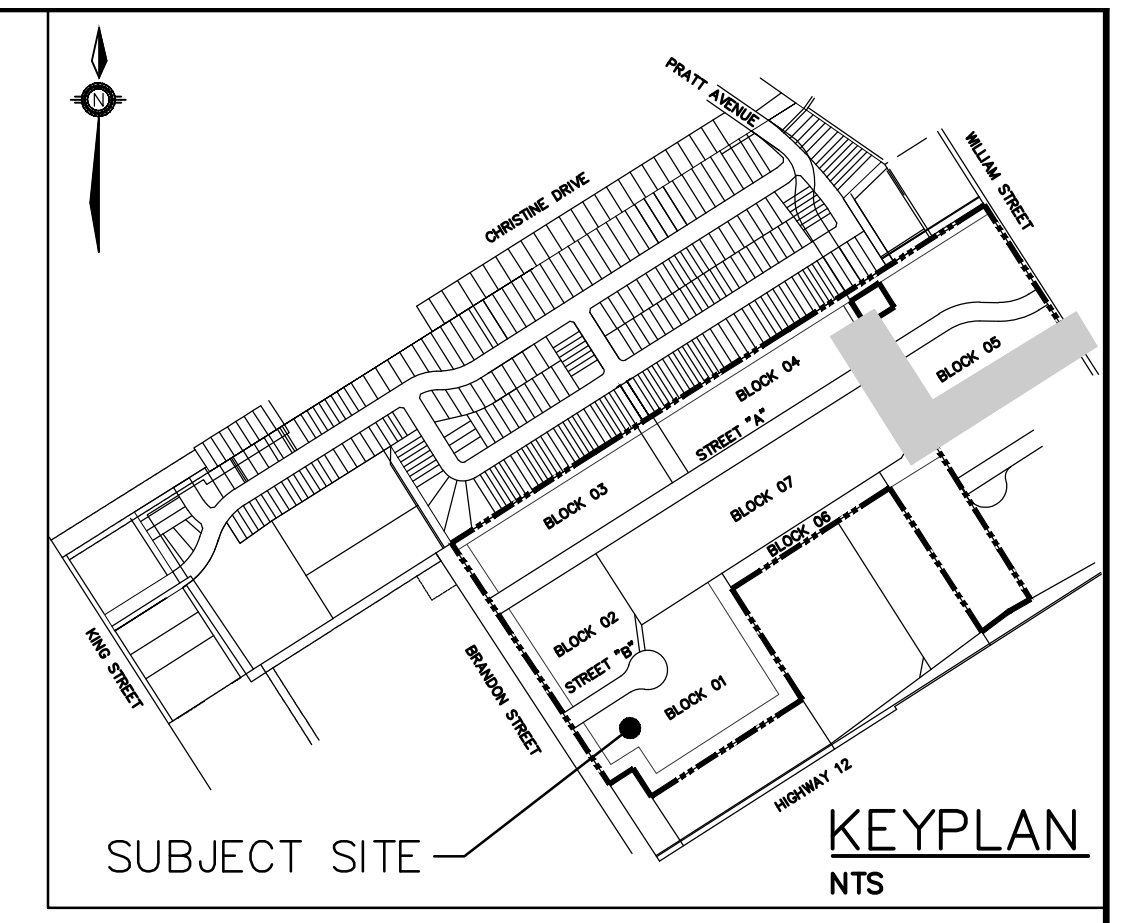 N
PRATT AVENUE
WILLIAM STREET
CHRISTINE DRIVE
BLOCK 05
BLOCK 04
STREET "A"
BLOCK 07
BLOCK 03
BLOCK 06
BLOCK 02
STREET "B"
KING STREET
BRANDON STREET
BLOCK 01
HIGHWAY 12
SUBJECT SITE
KEYPLAN
NTS